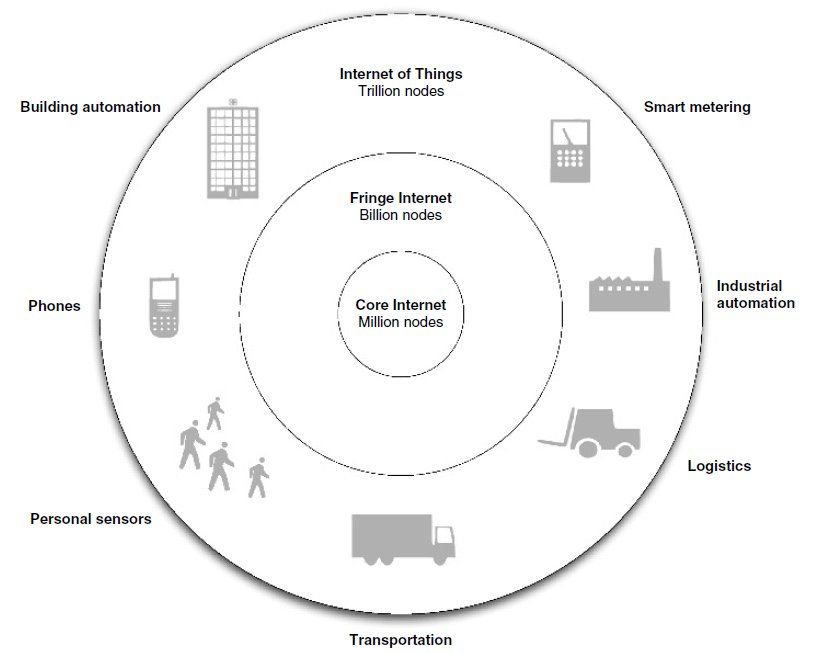 Internet of Things
Trillion nodes
Building automation
Smart metering
Fringe Internet
Billion nodes
Core Internet
Million nodes
Phones
Industrial
automation
Logistics
Personal sensors
Transportation